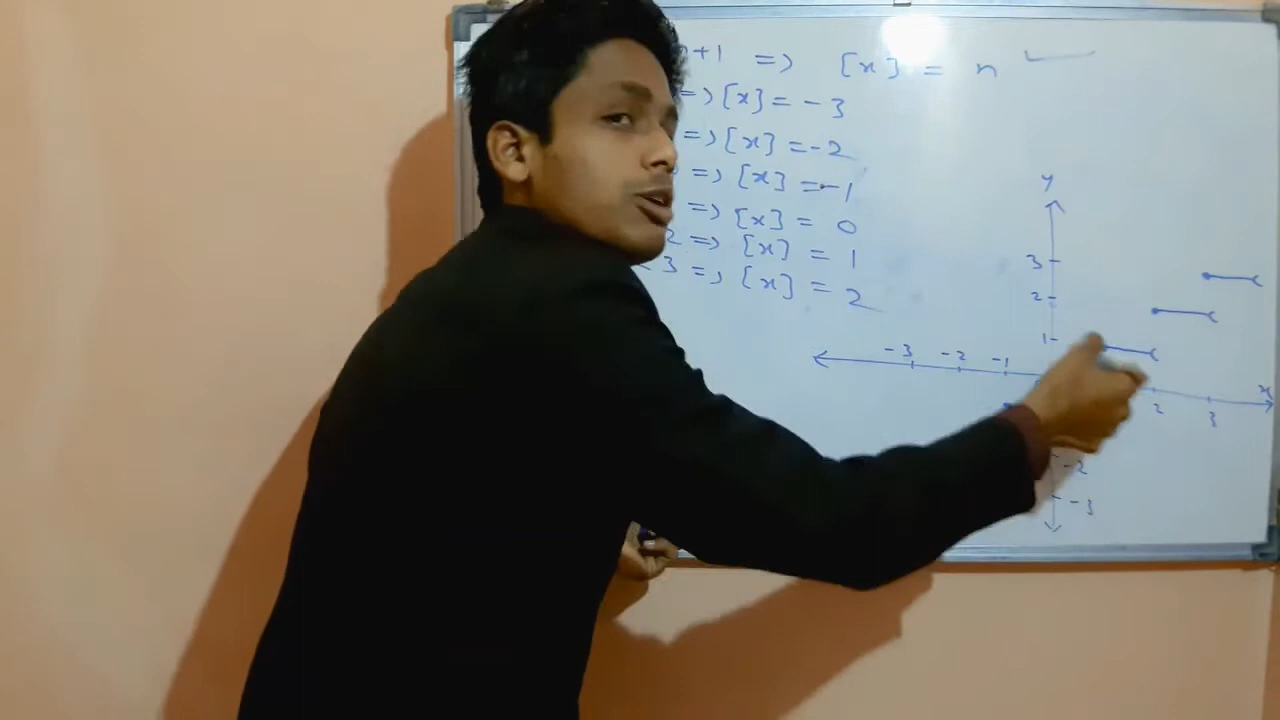 n+1 => [x] = n
=> [x] = -3
=> [x] = -2
=> [x] = -1
=> [x] = 0
2 => [x] = 1
< 3 => [x] = 2
y
3
2
1
-3 -2 -1
2 3 x
-2
-3